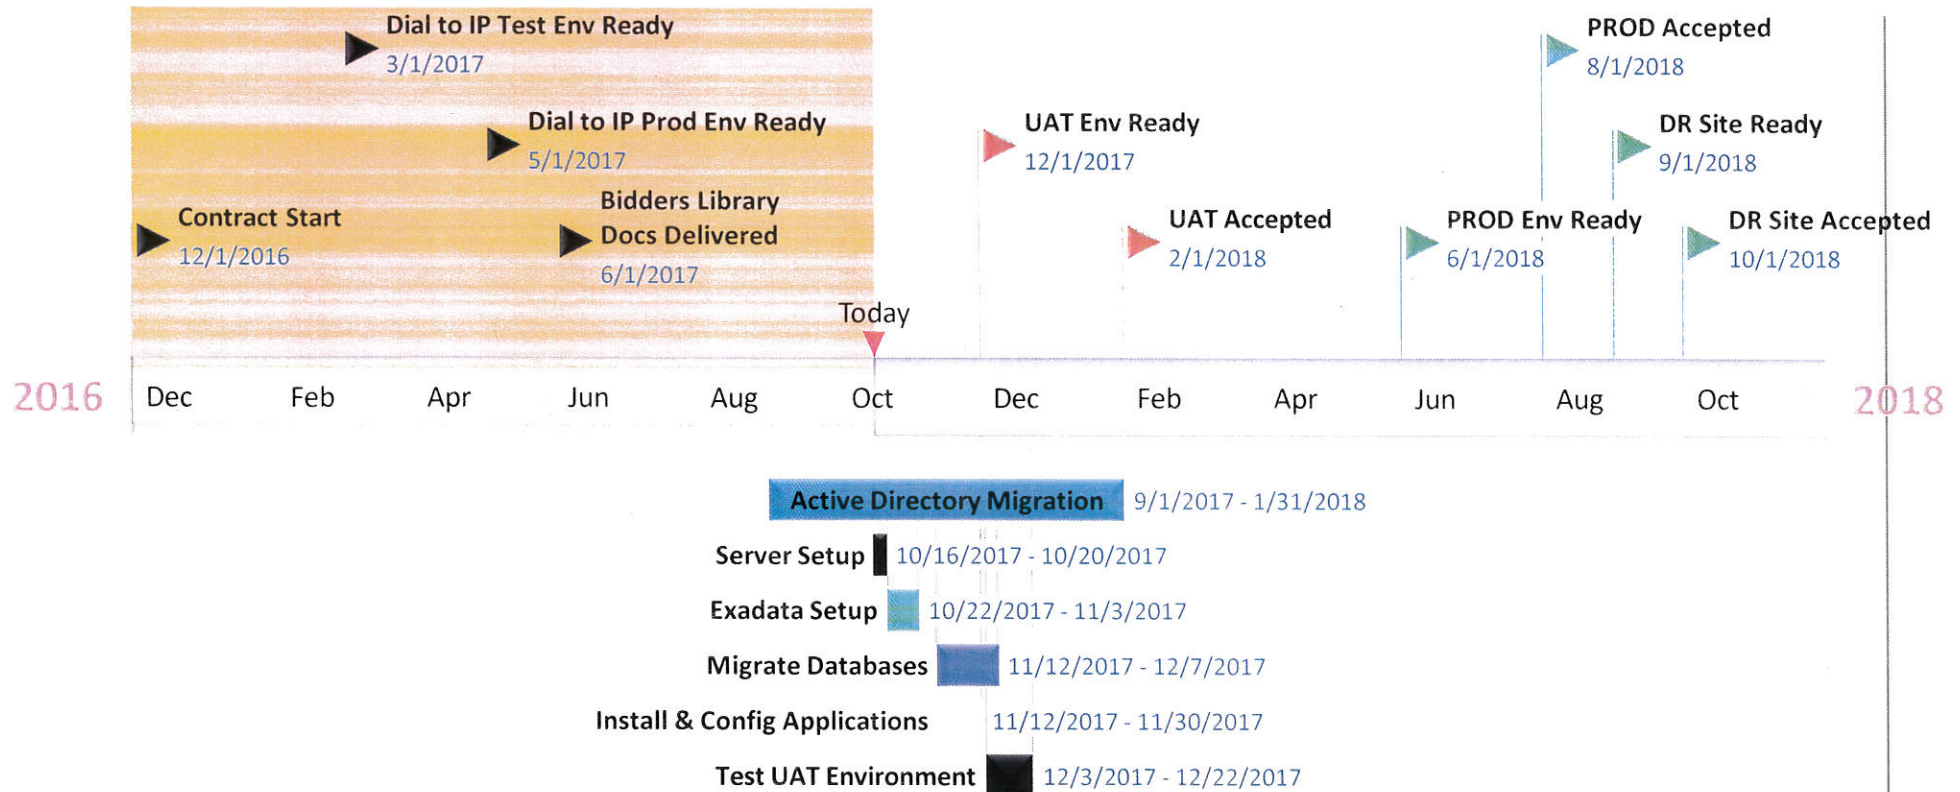 Dial to IP Test Env Ready
3/1/2017
PROD Accepted
8/1/2018
Dial to IP Prod Env Ready
5/1/2017
UAT Env Ready
12/1/2017
DR Site Ready
9/1/2018
Contract Start
12/1/2016
Bidders Library
Docs Delivered
6/1/2017
UAT Accepted
2/1/2018
PROD Env Ready
6/1/2018
DR Site Accepted
10/1/2018
Today
2016 Dec Feb Apr Jun Aug Oct Dec Feb Apr Jun Aug Oct 2018
Active Directory Migration 9/1/2017 - 1/31/2018
Server Setup 10/16/2017 - 10/20/2017
Exadata Setup 10/22/2017 - 11/3/2017
Migrate Databases 11/12/2017 - 12/7/2017
Install & Config Applications 11/12/2017 - 11/30/2017
Test UAT Environment 12/3/2017 - 12/22/2017